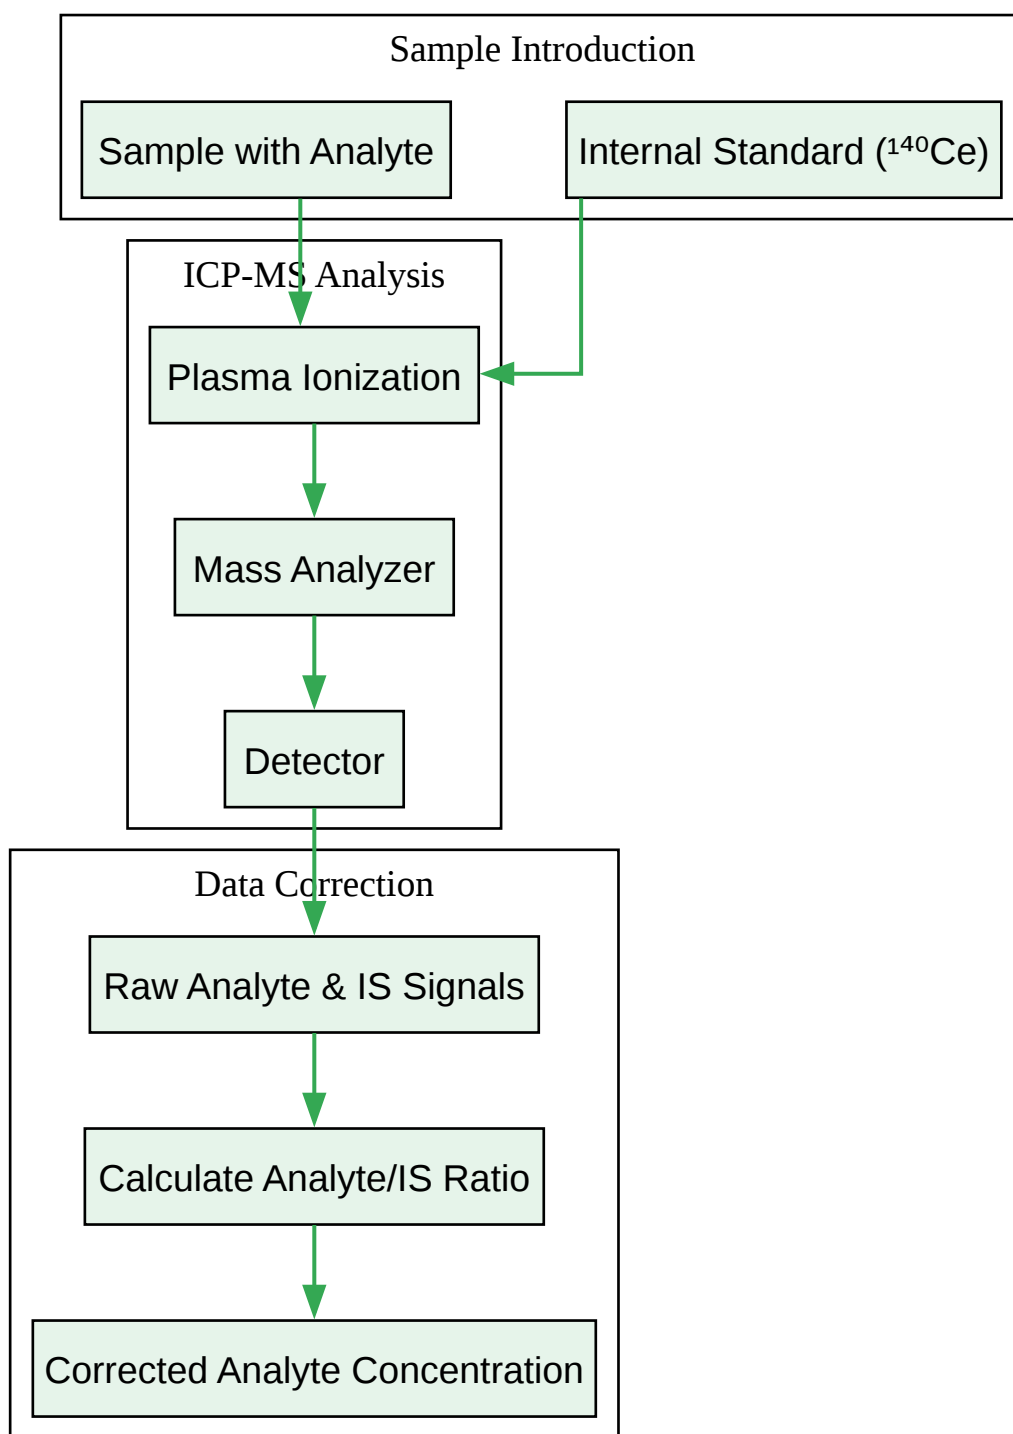 Sample Introduction
Sample with Analyte
Internal Standard (¹⁴⁰Ce)
ICP-MS Analysis
Plasma Ionization
Mass Analyzer
Detector
Data Correction
Raw Analyte & IS Signals
Calculate Analyte/IS Ratio
Corrected Analyte Concentration